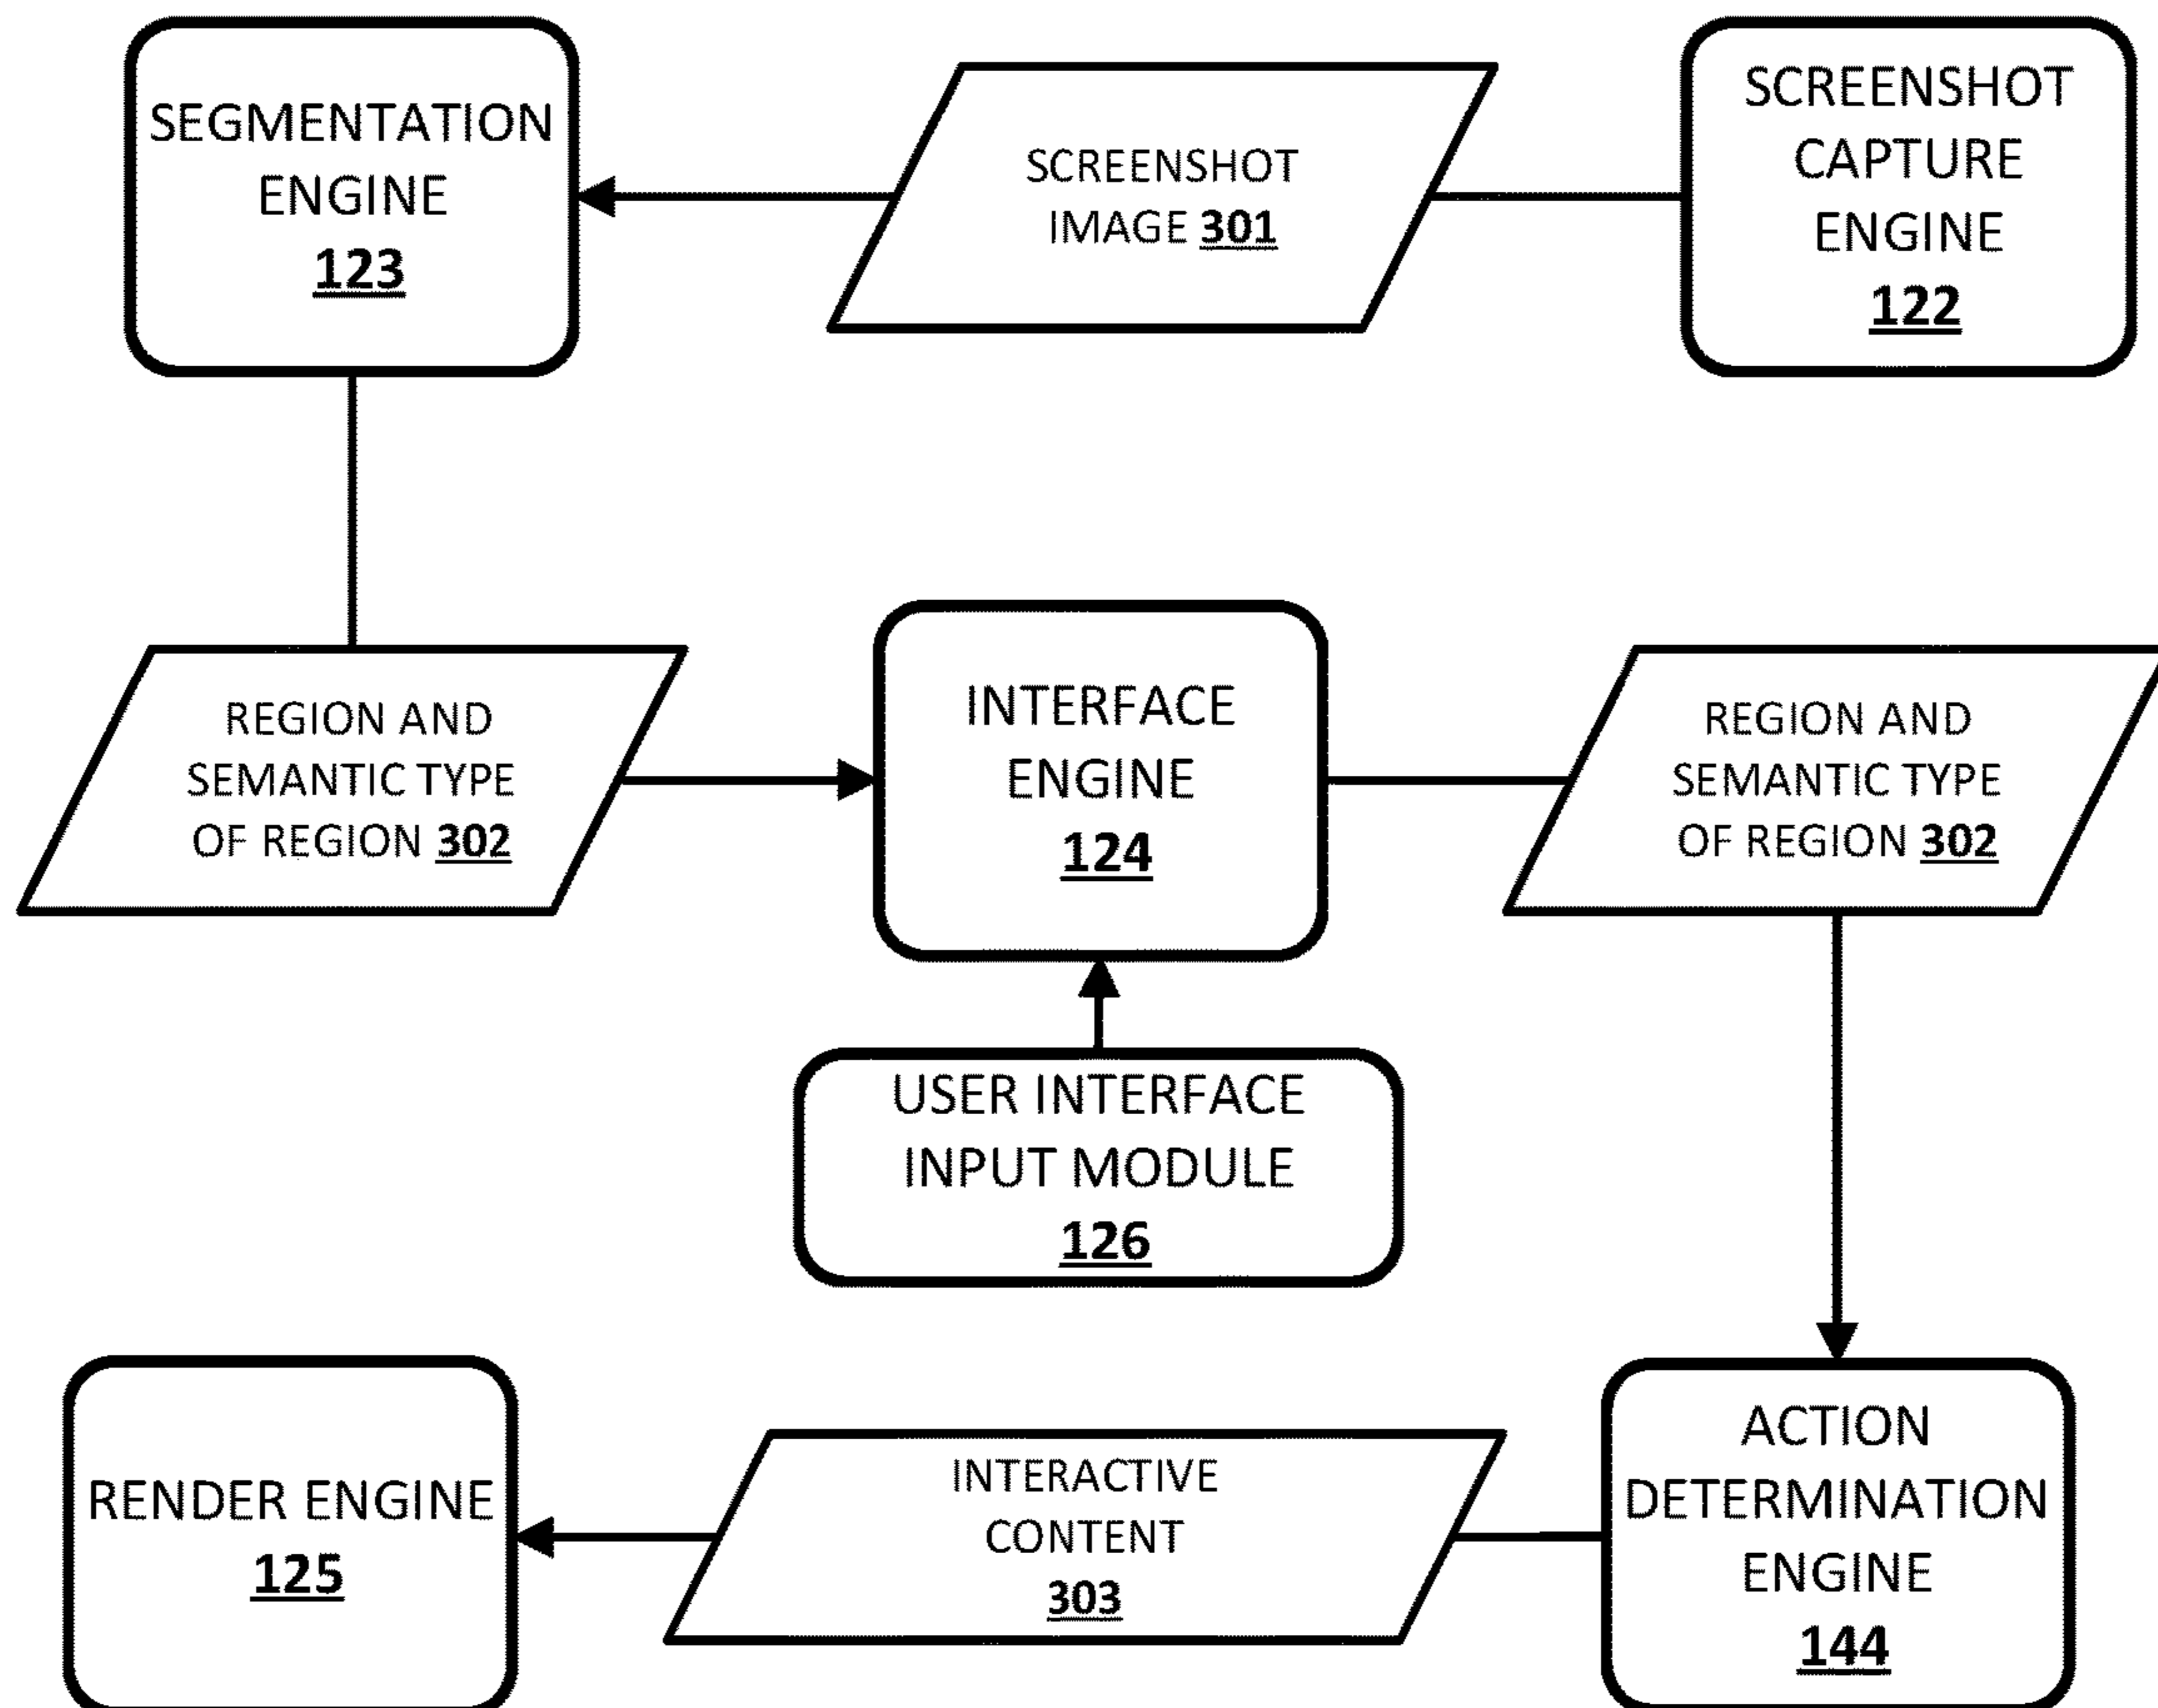 SEGMENTATION
ENGINE
123
SCREENSHOT
IMAGE 301
SCREENSHOT
CAPTURE
ENGINE
122
REGION AND
SEMANTIC TYPE
OF REGION 302
INTERFACE
ENGINE
124
REGION AND
SEMANTIC TYPE
OF REGION 302
USER INTERFACE
INPUT MODULE
126
RENDER ENGINE
125
INTERACTIVE
CONTENT
303
ACTION
DETERMINATION
ENGINE
144